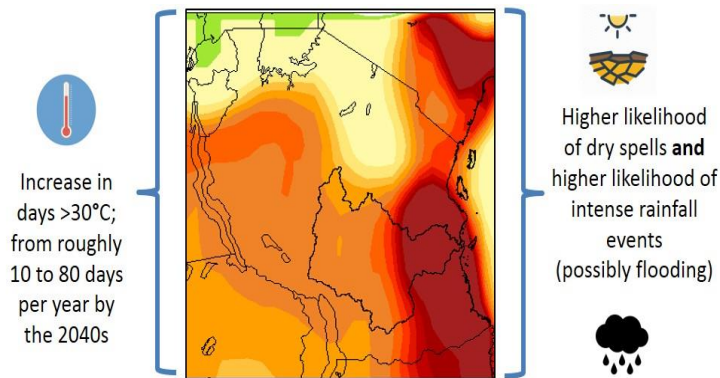 Increase in
days >30°C;
from roughly
10 to 80 days
per year by
the 2040s
Higher likelihood
of dry spells and
higher likelihood of
intense rainfall
events
(possibly flooding)